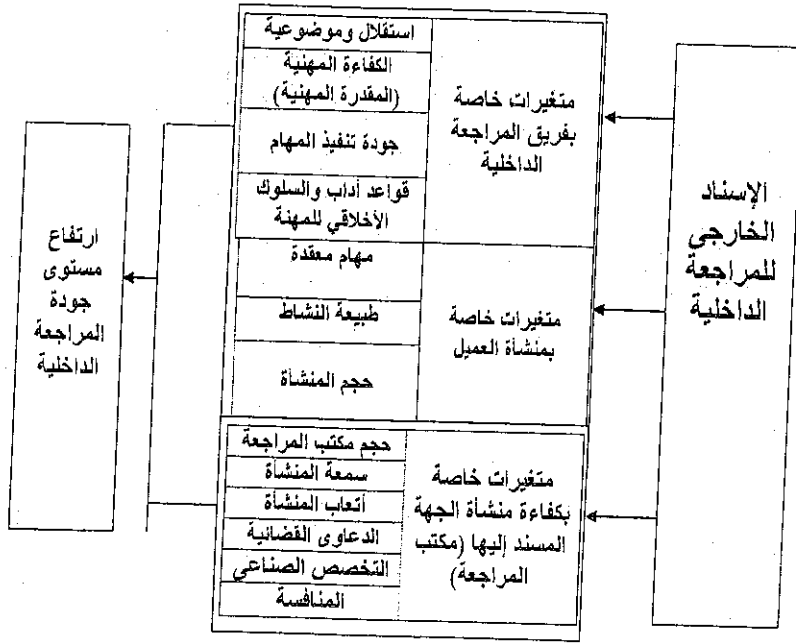 الإسناد
الخارجي
للمراجعة
الداخلية
متغيرات خاصة
بفريق المراجعة
الداخلية
استقلال وموضوعية
الكفاءة المهنية
(المقدرة المهنية)
جودة تنفيذ المهام
قواعد أداب والسلوك
الأخلاقي للمهنة
متغيرات خاصة
بمنشأة العميل
مهام معقدة
طبيعة النشاط
حجم المنشأة
متغيرات خاصة
بكفاءة منشأة الجهة
المسند إليها (مكتب
المراجعة)
حجم مكتب المراجعة
سمعة المنشأة
أتعاب المنشأة
الدعاوى القضائية
التخصص الصناعي
المنافسة
ارتفاع
مستوى
جودة
المراجعة
الداخلية